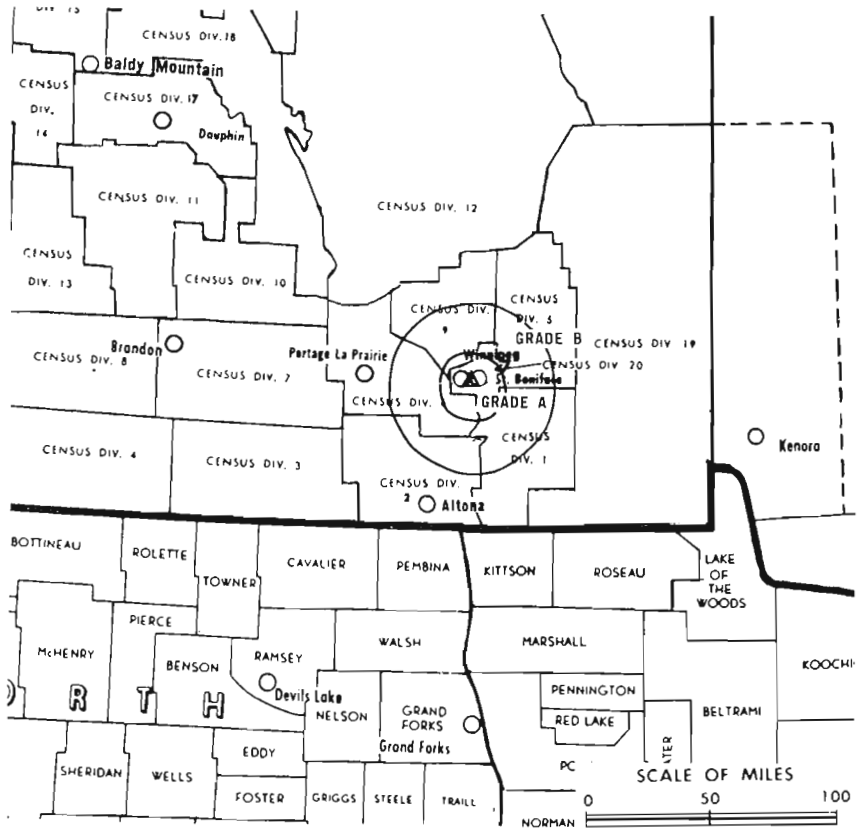 DIV. 15
CENSUS DIV. 18
Baldy Mountain
CENSUS
DIV.
CENSUS DIV. 17
Dauphin
CENSUS DIV. 11
CENSUS DIV. 12
CENSUS
DIV. 13
CENSUS DIV. 10
CENSUS DIV.
9
CENSUS
DIV. 5
GRADE B
CENSUS DIV. 19
Brandon
Portage La Prairie
Winnipeg
CENSUS DIV. 20
CENSUS DIV. 8
CENSUS DIV. 7
St. Boniface
CENSUS DIV.
GRADE A
CENSUS
DIV. 1
Kenora
CENSUS DIV. 4
CENSUS DIV. 3
CENSUS DIV.
2
Altona
BOTTINEAU
ROLETTE
TOWNER
CAVALIER
PEMBINA
KITTSON
ROSEAU
LAKE
OF
THE
WOODS
PIERCE
McHENRY
BENSON
RAMSEY
WALSH
MARSHALL
KOOCHI
R T H
Devils Lake
NELSON
GRAND
FORKS
Grand Forks
PENNINGTON
RED LAKE
BELTRAMI
EDDY
SHERIDAN
WELLS
FOSTER
GRIGGS
STEELE
TRAILL
NORMAN
SCALE OF MILES
0 50 100